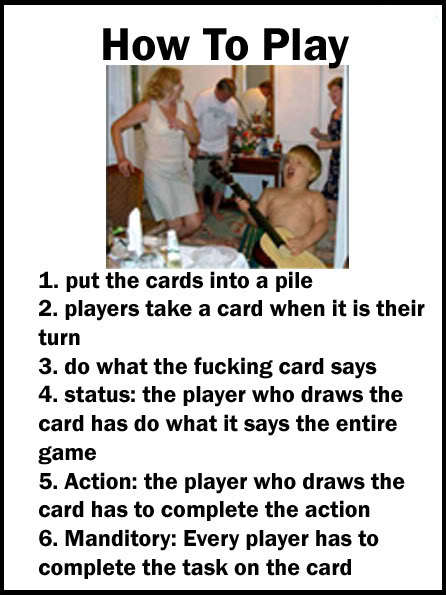 How To Play
1. put the cards into a pile
2. players take a card when it is their
turn
3. do what the fucking card says
4. status: the player who draws the
card has do what it says the entire
game
5. Action: the player who draws the
card has to complete the action
6. Manditory: Every player has to
complete the task on the card